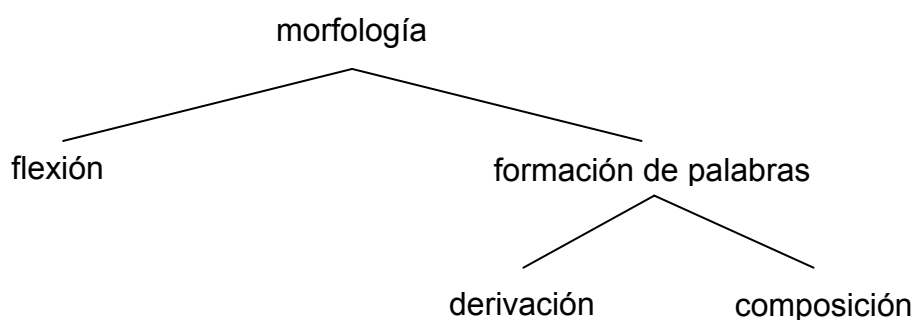 morfología
flexión
formación de palabras
derivación
composición